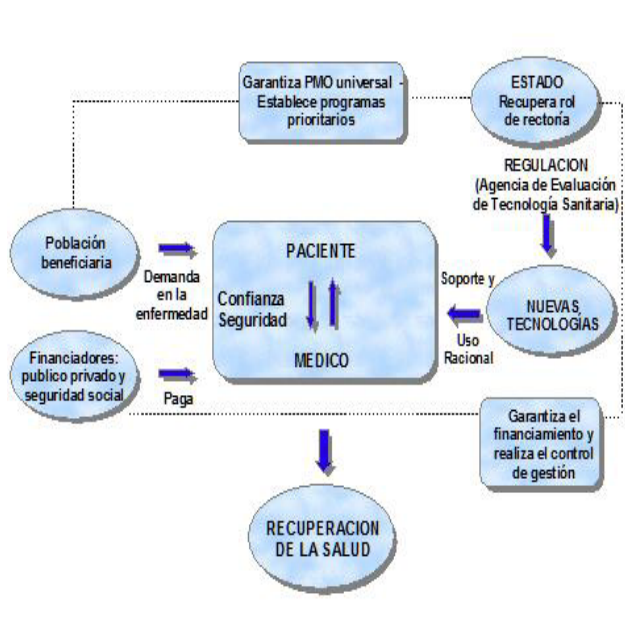 Garantiza PMO universal -
Establece programas
prioritarios
ESTADO
Recupera rol
de rectoría
REGULACION
(Agencia de Evaluación
de Tecnología Sanitaria)
Población
beneficiaria
Demanda
en la
enfermedad
PACIENTE
Confianza
Seguridad
MEDICO
Soporte y
Uso
Racional
NUEVAS,
TECNOLOGÍAS
Financiadores:
publico privado y
seguridad social
Paga
Garantiza el
financiamiento y
realiza el control
de gestión
RECUPERACION
DE LA SALUD